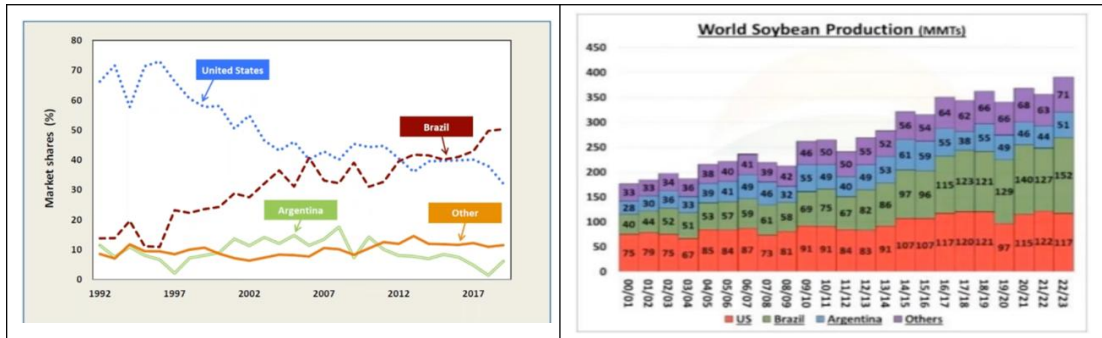 80
70
60
50
40
30
20
10
0
Market shares (%)
United States
Brazil
Argentina
Other
1992 1997 2002 2007 2012 2017
World Soybean Production (MMTs)
450
400
350
300
250
200
150
100
50
0
33 33 34 36 38 40 41 39 42 46 50 50 55 52 56 54 64 62 66 66 68 63 71
28 30 36 33 39 41 49 46 32 55 49 40 49 53 61 59 55 38 55 49 46 44 51
40 44 52 51 53 57 59 61 58 69 75 67 82 86 97 96 115 123 121 129 140 127 152
75 79 75 67 85 84 87 73 81 91 91 84 83 91 107 107 117 120 121 97 115 122 117
00/01 01/02 02/03 03/04 04/05 05/06 06/07 07/08 08/09 09/10 10/11 11/12 12/13 13/14 14/15 15/16 16/17 17/18 18/19 19/20 20/21 21/22 22/23
US Brazil Argentina Others